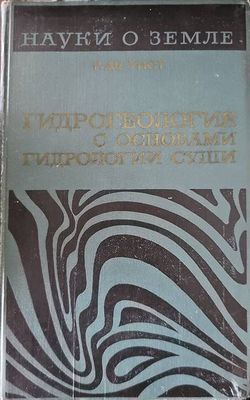 НАУКИ О ЗЕМЛЕ
Р. ДЕ УИСТ
ГИДРОГЕОЛОГИЯ
С ОСНОВАМИ
ГИДРОЛОГИИ СУШИ